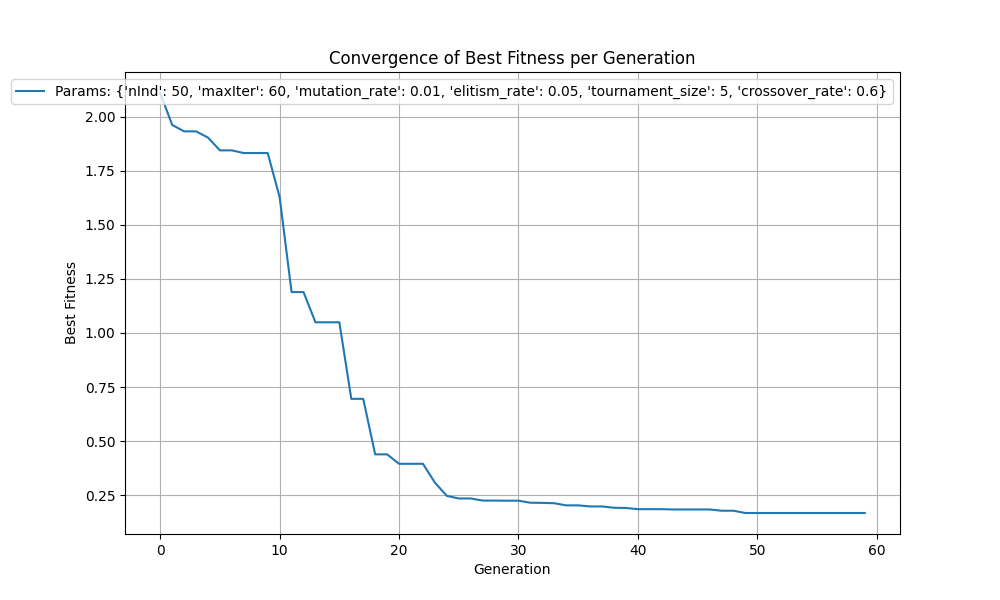 Convergence of Best Fitness per Generation
Params: {'nInd': 50, 'maxIter': 60, 'mutation_rate': 0.01, 'elitism_rate': 0.05, 'tournament_size': 5, 'crossover_rate': 0.6}
2.00
1.75
1.50
1.25
1.00
0.75
0.50
0.25
Best Fitness
0 10 20 30 40 50 60
Generation